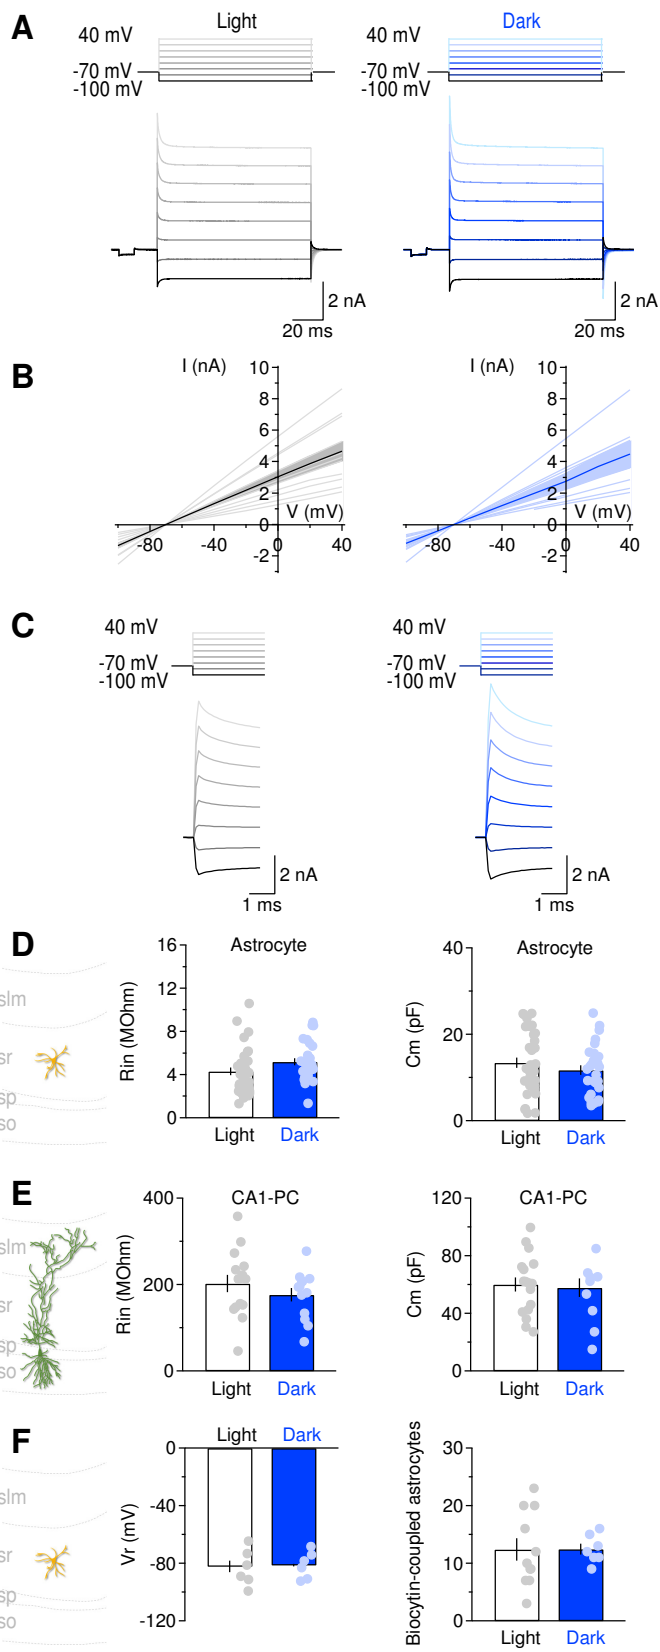 A
Light
Dark
40 mV
-70 mV
-100 mV
40 mV
-70 mV
-100 mV
2 nA
20 ms
2 nA
20 ms
B
I (nA)
10
8
6
4
2
0
-2
V (mV)
-80
-40
0
40
I (nA)
10
8
6
4
2
0
-2
V (mV)
-80
-40
0
40
C
40 mV
-70 mV
-100 mV
40 mV
-70 mV
-100 mV
2 nA
1 ms
2 nA
1 ms
D
slm
sr
sp
so
Astrocyte
Rin (MOhm)
16
12
8
4
0
Light
Dark
Astrocyte
Cm (pF)
40
20
0
Light
Dark
E
slm
sr
sp
so
CA1-PC
Rin (MOhm)
400
200
0
Light
Dark
CA1-PC
Cm (pF)
120
80
40
0
Light
Dark
F
slm
sr
sp
so
Light
Dark
Vr (mV)
0
-40
-80
-120
Biocytin-coupled astrocytes
30
20
10
0
Light
Dark